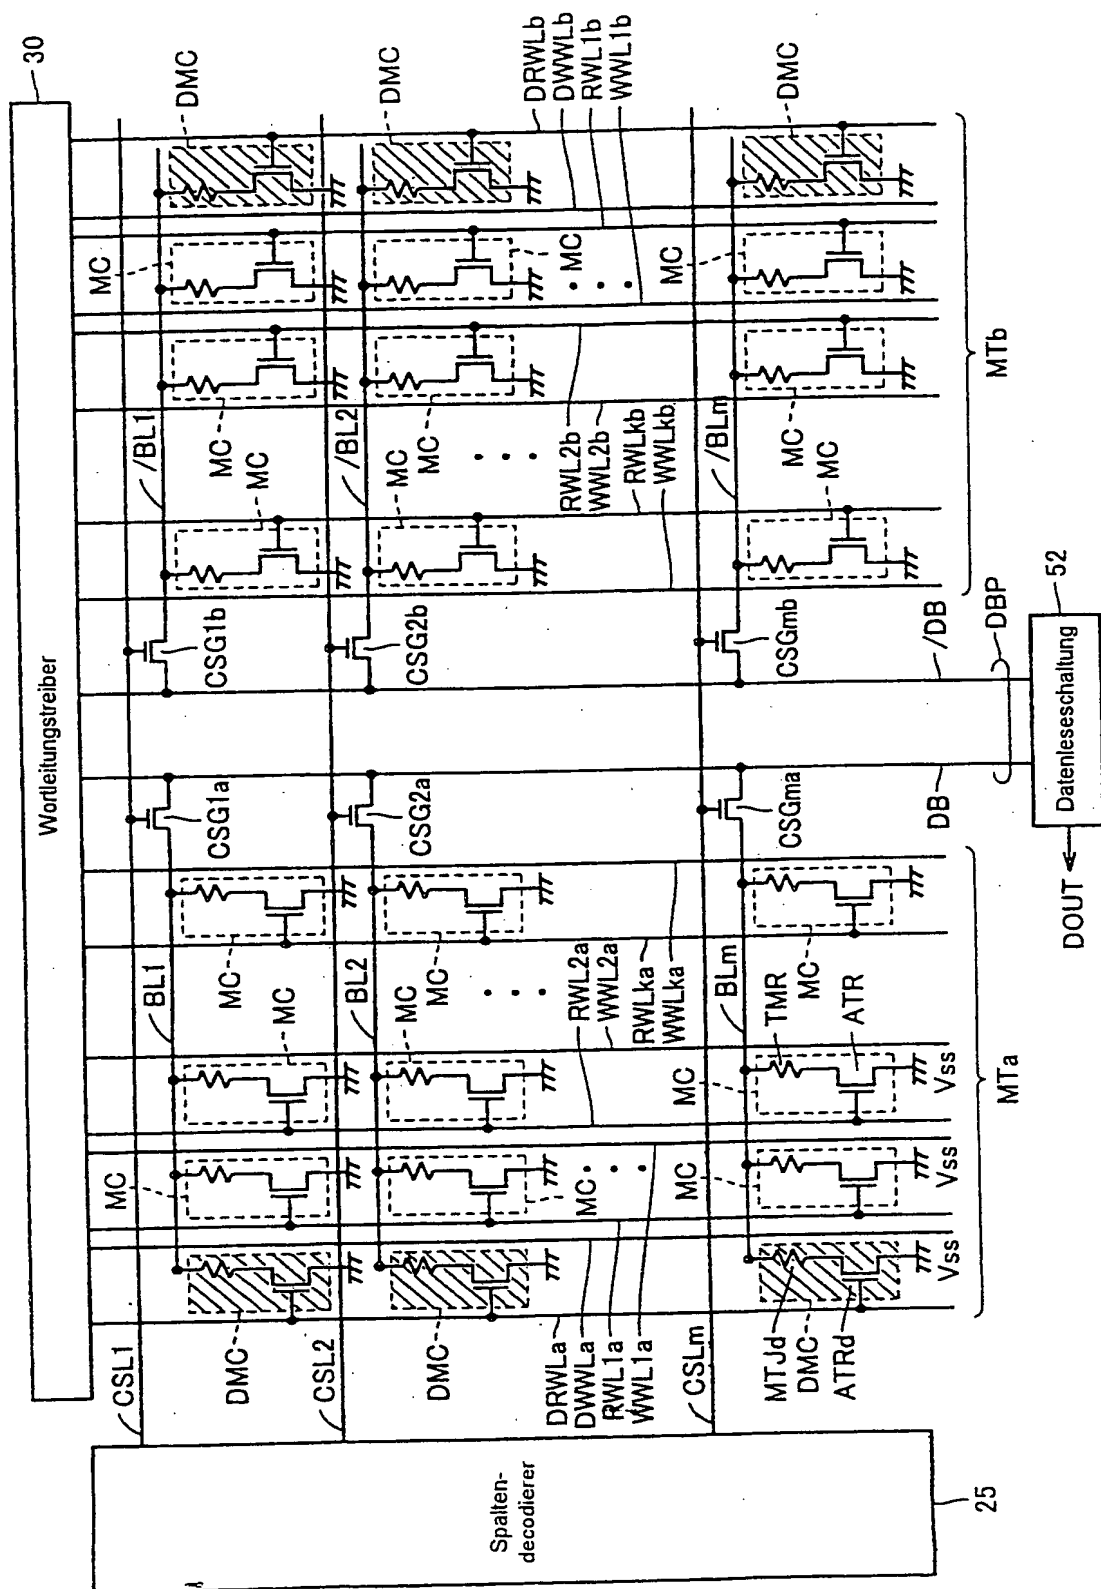 Wortleitungstreiber
30
CSL1
BL1
CSG1a
CSG1b
/BL1
MC
MC
MC
MC
MC
MC
DMC
DMC
CSL2
BL2
CSG2a
CSG2b
/BL2
MC
MC
MC
MC
MC
MC
DMC
DMC
DRWLa
DWWLa
RWL1a
WWL1a
RWL2a
WWL2a
RWLka
WWLka
RWLkb
WWLkb
RWL2b
WWL2b
DRWLb
DWWLb
RWL1b
WWL1b
CSLm
BLm
CSGma
CSGmb
/BLm
MTJd
DMC
ATRd
MC
MC
TMR
ATR
MC
MC
MC
MC
DMC
Vss
Vss
Vss
DB
/DB
DBP
MTa
MTb
Spalten-
decodierer
25
DOUT
Datenleseschaltung
52